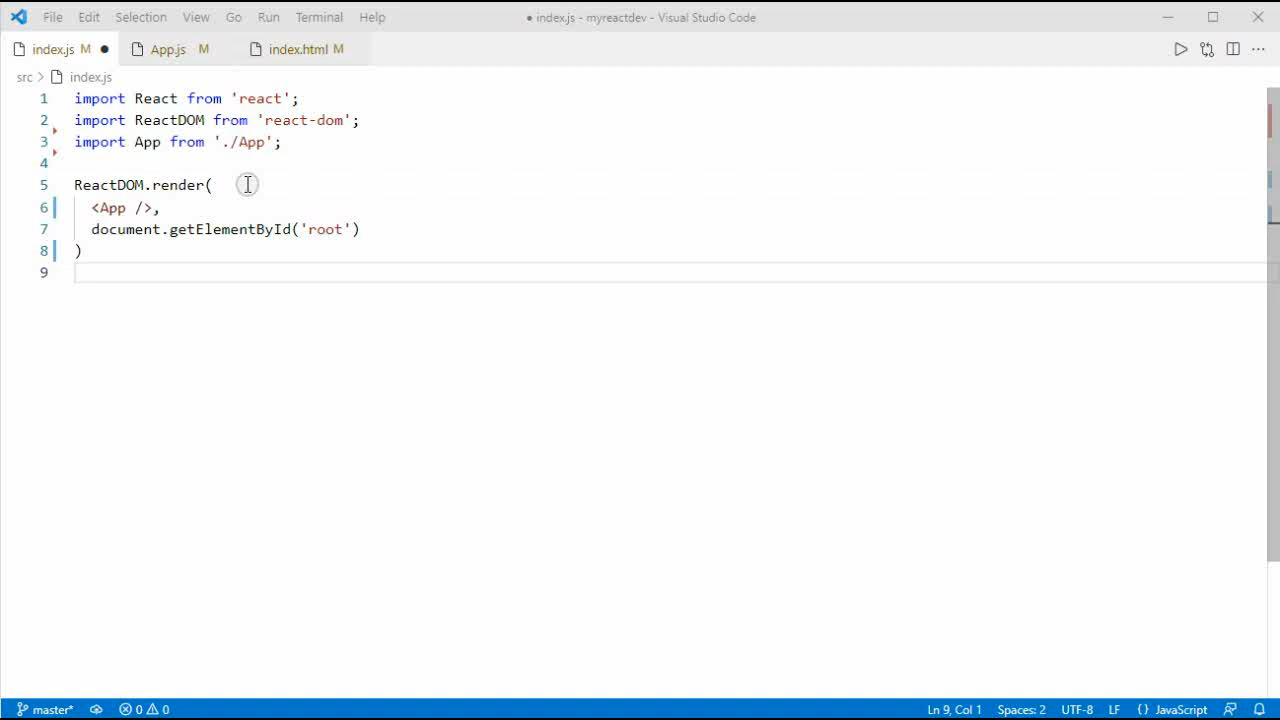 File Edit Selection View Go Run Terminal Help ● index.js - myreactdev - Visual Studio Code
index.js M ● App.js M index.html M
src > index.js
1 import React from 'react';
2 import ReactDOM from 'react-dom';
3 import App from './App';
4
5 ReactDOM.render(
6   <App />,
7   document.getElementById('root')
8 )
9
master* 0 0 Ln 9, Col 1 Spaces: 2 UTF-8 LF {} JavaScript